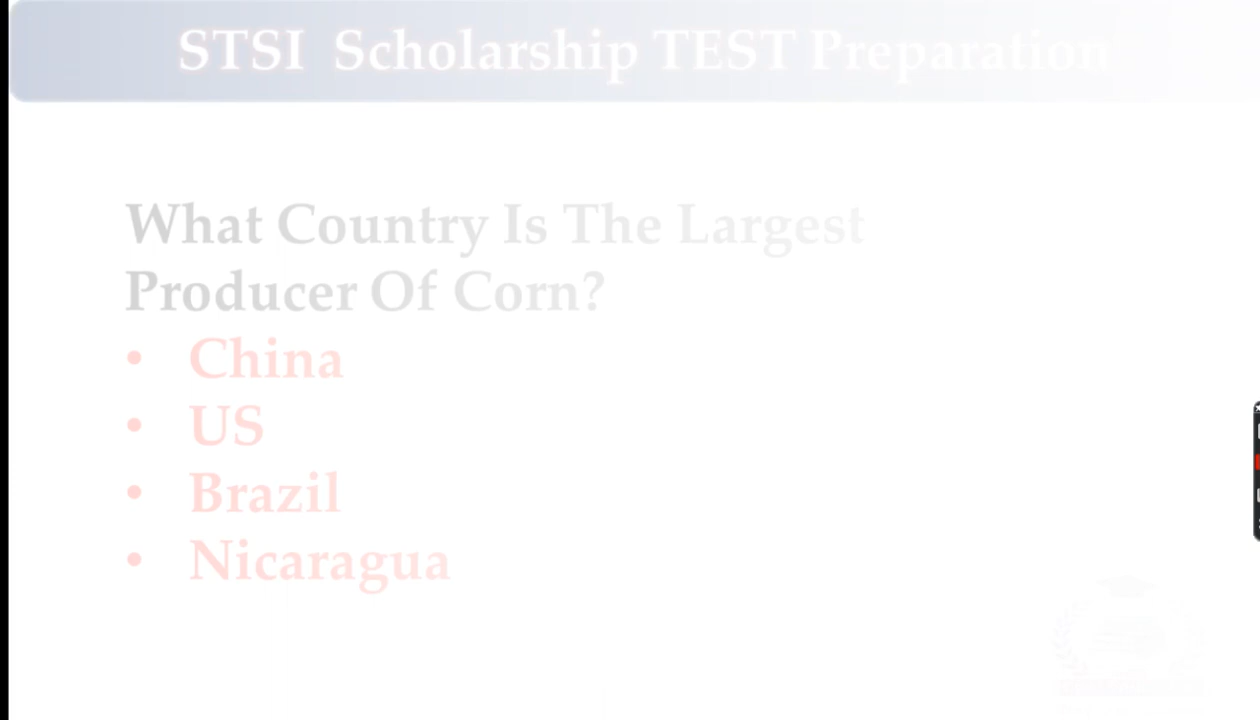 STSI Scholarship TEST Preparation
What Country Is The Largest
Producer Of Corn?
• China
• US
• Brazil
• Nicaragua